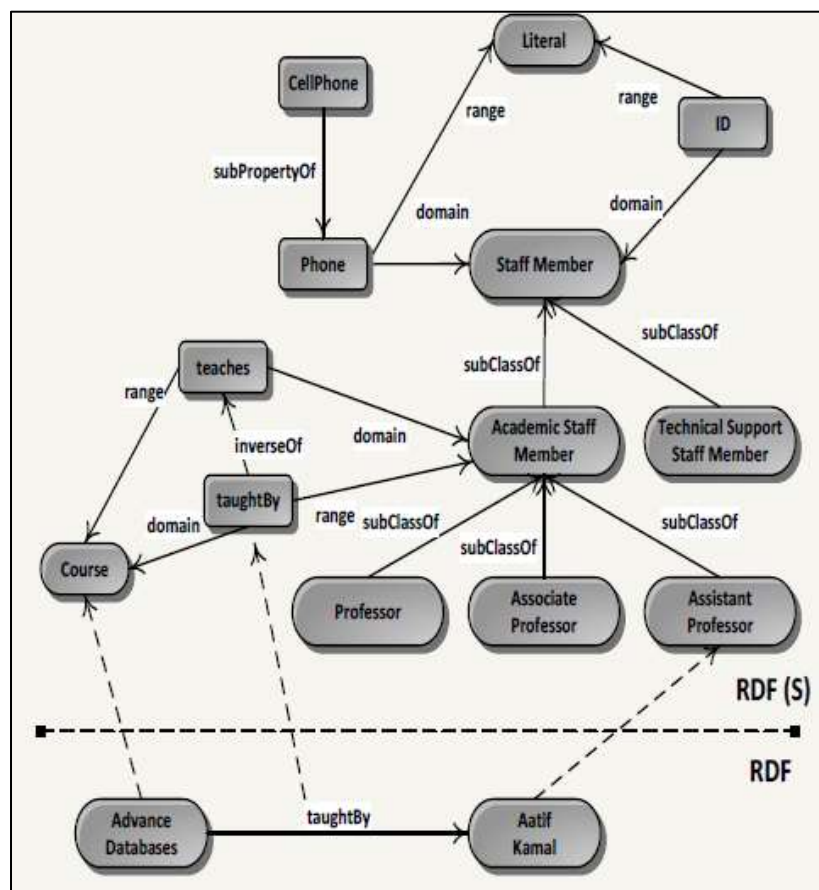 Literal
CellPhone
range
range
ID
subPropertyOf
domain
domain
Phone
Staff Member
subClassOf
subClassOf
teaches
range
domain
Academic Staff
Member
Technical Support
Staff Member
inverseOf
taughtBy
range
domain
subClassOf
subClassOf
subClassOf
Course
Professor
Associate
Professor
Assistant
Professor
RDF (S)
RDF
Advance
Databases
taughtBy
Aatif
Kamal